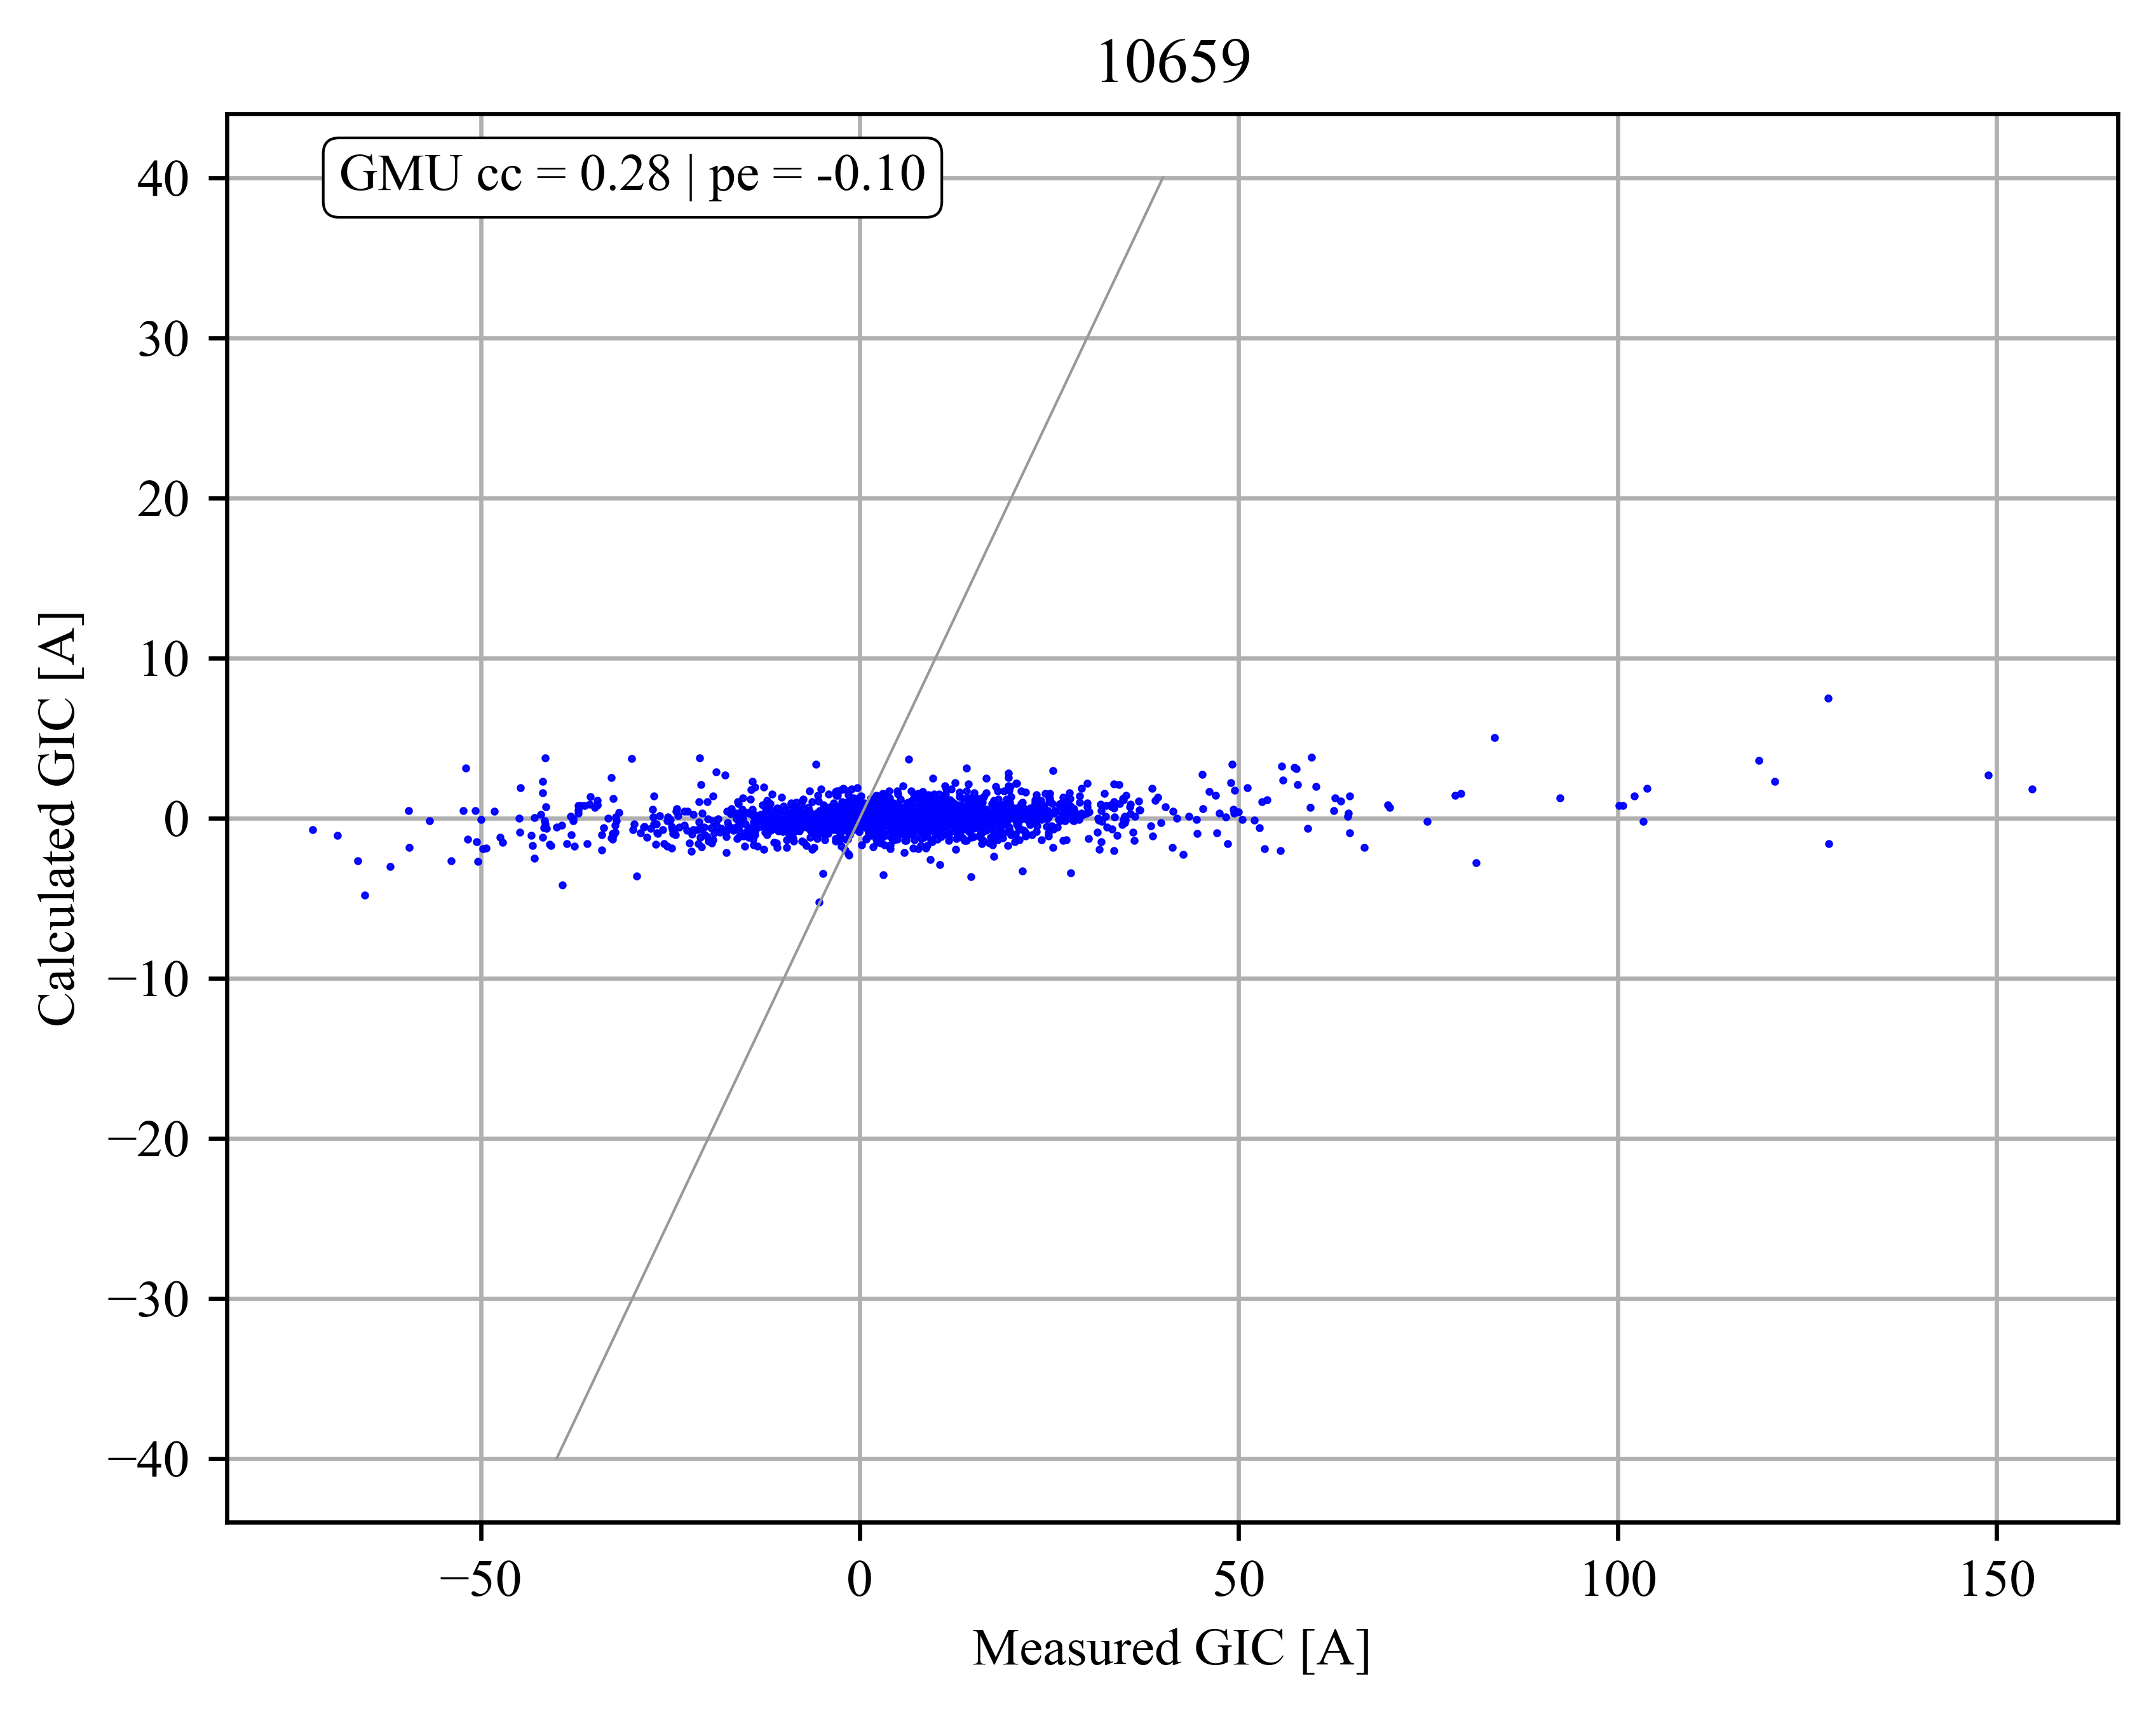 10659
GMU cc = 0.28 | pe = -0.10
40
30
20
10
0
−10
−20
−30
−40
Calculated GIC [A]
−50 0 50 100 150
Measured GIC [A]